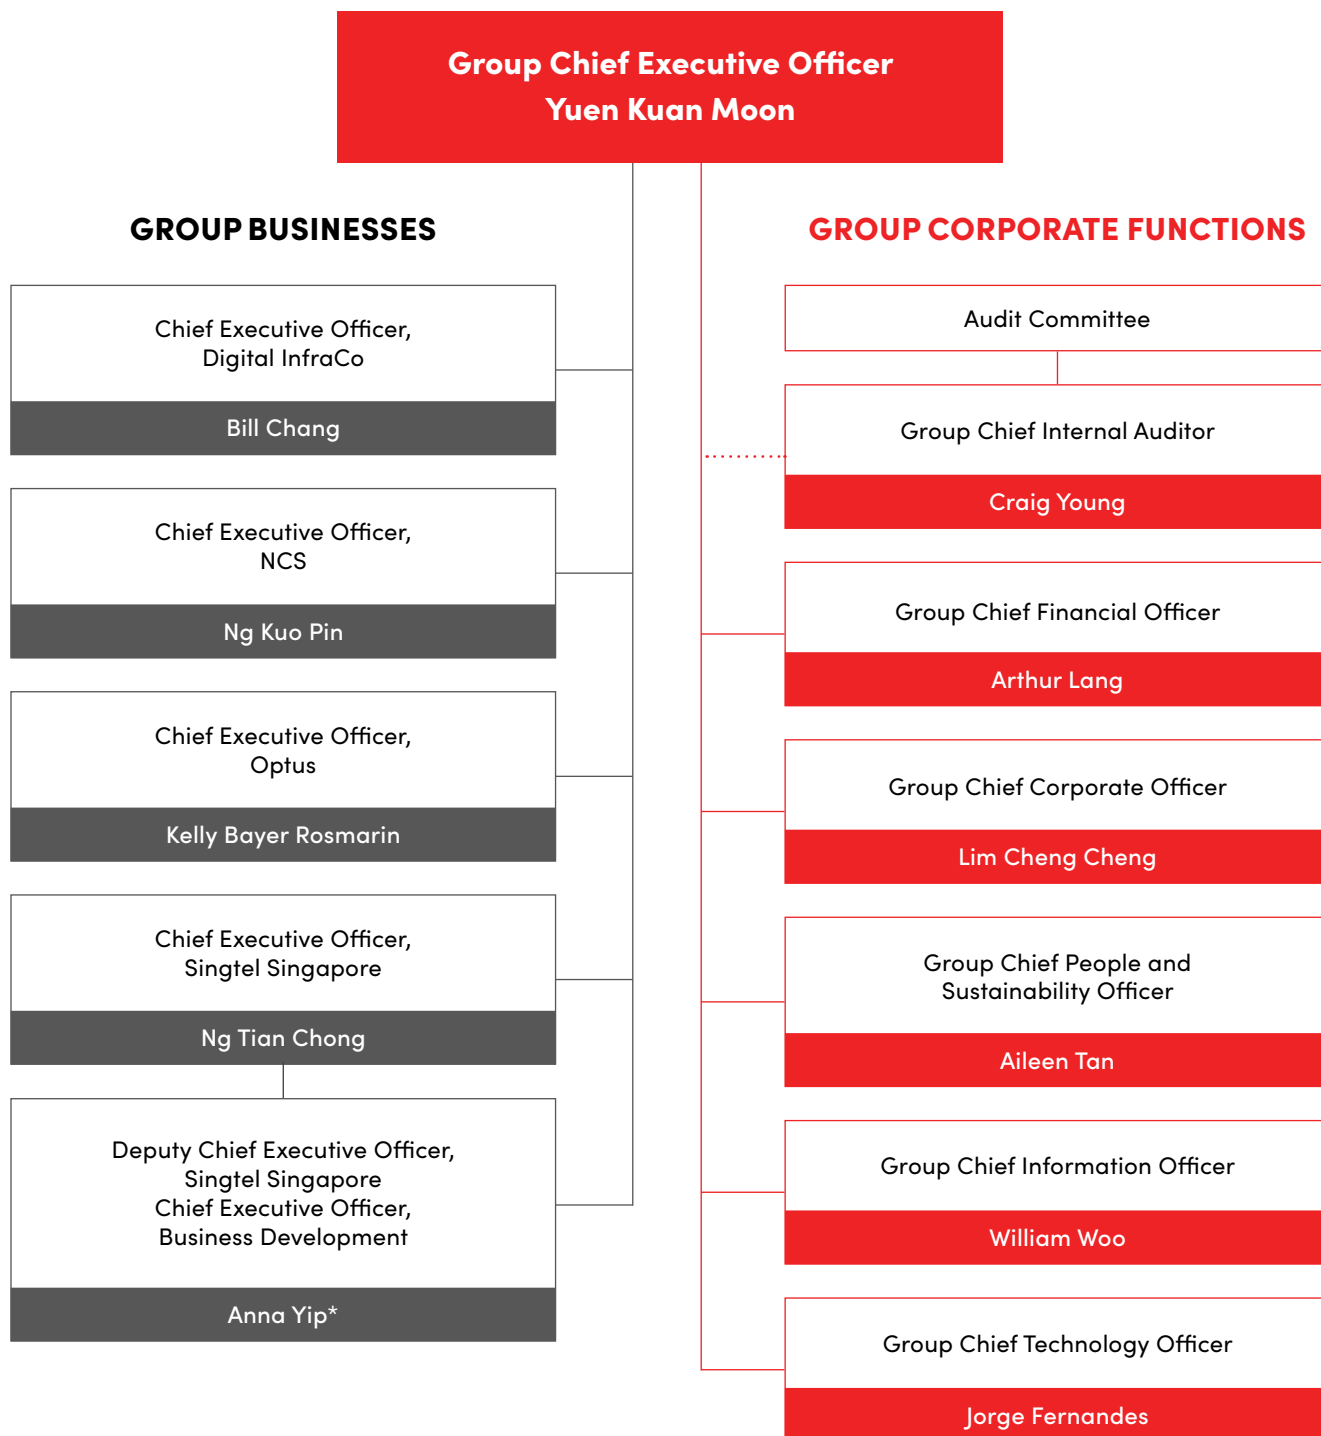 Group Chief Executive Officer
Yuen Kuan Moon
GROUP BUSINESSES
Chief Executive Officer,
Digital InfraCo
Bill Chang
Chief Executive Officer,
NCS
Ng Kuo Pin
Chief Executive Officer,
Optus
Kelly Bayer Rosmarin
Chief Executive Officer,
Singtel Singapore
Ng Tian Chong
Deputy Chief Executive Officer,
Singtel Singapore
Chief Executive Officer,
Business Development
Anna Yip*
GROUP CORPORATE FUNCTIONS
Audit Committee
Group Chief Internal Auditor
Craig Young
Group Chief Financial Officer
Arthur Lang
Group Chief Corporate Officer
Lim Cheng Cheng
Group Chief People and
Sustainability Officer
Aileen Tan
Group Chief Information Officer
William Woo
Group Chief Technology Officer
Jorge Fernandes